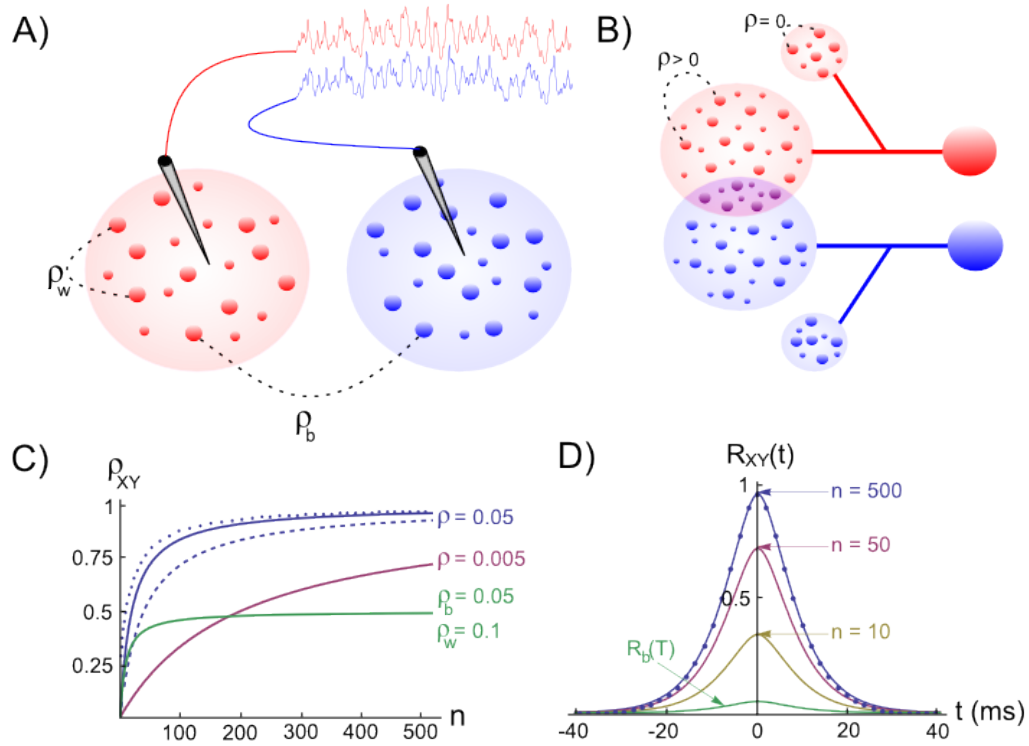 A)
ρw
ρb
B)
ρ=0
ρ>0
C)
ρXY
1
0.75
0.5
0.25
100 200 300 400 500 n
ρ = 0.05
ρ = 0.005
ρb = 0.05
ρw = 0.1
D)
RXY(t)
1
0.5
n = 500
n = 50
n = 10
Rb(T)
-40 -20 0 20 40 t (ms)